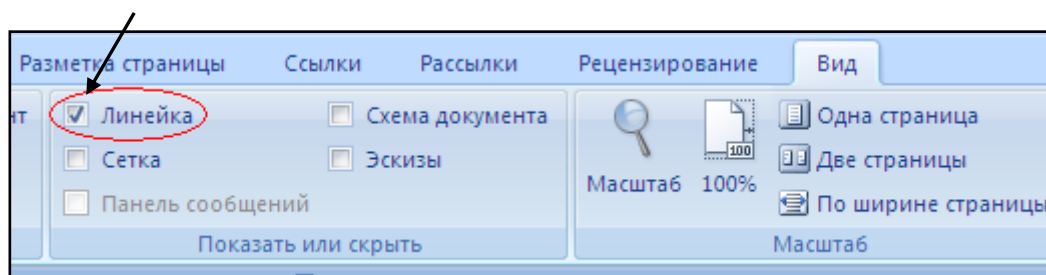 Разметка страницы Ссылки Рассылки Рецензирование Вид
нт Линейка Схема документа Одна страница
Сетка Эскизы Две страницы
Масштаб 100% 100
Панель сообщений По ширине страницы
Показать или скрыть Масштаб